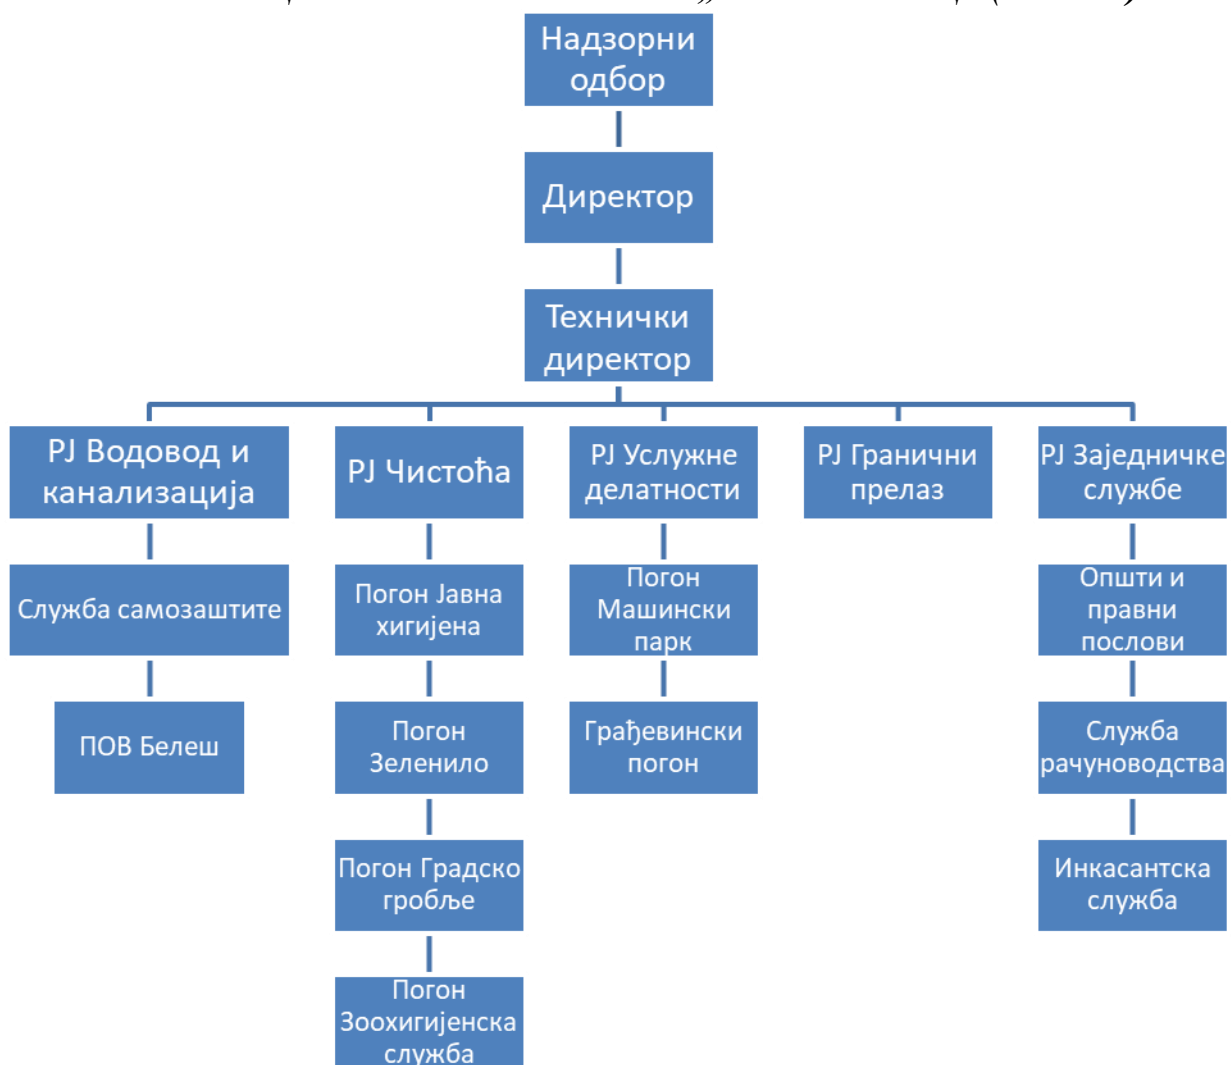 Надзорни
одбор
Директор
Технички
директор
РЈ Водовод и
канализација
РЈ Чистоћа
РЈ Услужне
делатности
РЈ Гранични
прелаз
РЈ Заједничке
службе
Служба самозаштите
Погон Јавна
хигијена
Погон
Машински
парк
Општи и
правни
послови
ПОВ Белеш
Погон
Зеленило
Грађевински
погон
Служба
рачуноводства
Погон Градско
гробље
Инкасантска
служба
Погон
Зоохигијенска
служба